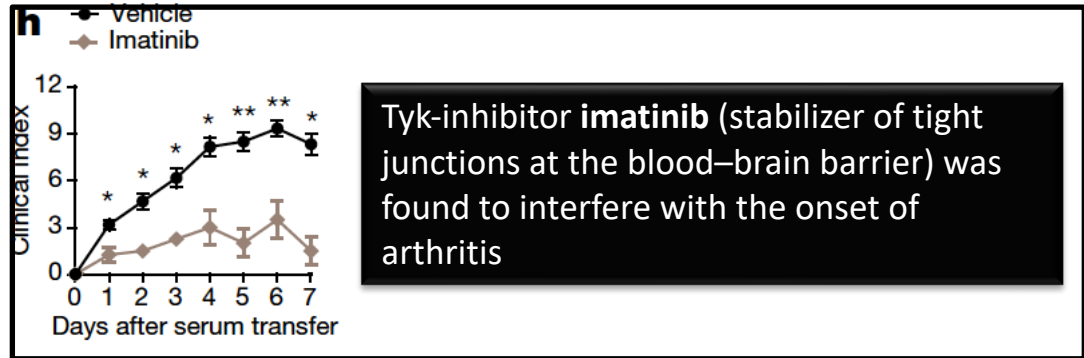 h
Vehicle
Imatinib
Clinical index
12
9
6
3
0
* * * * ** ** *
0 1 2 3 4 5 6 7
Days after serum transfer
Tyk-inhibitor imatinib (stabilizer of tight
junctions at the blood–brain barrier) was
found to interfere with the onset of
arthritis